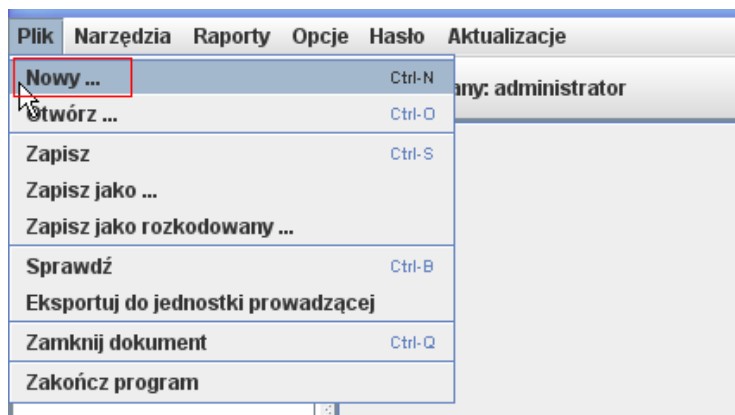 Plik Narzędzia Raporty Opcje Hasło Aktualizacje
Nowy ... Ctrl-N
any: administrator
Otwórz ... Ctrl-O
Zapisz Ctrl-S
Zapisz jako ...
Zapisz jako rozkodowany ...
Sprawdź Ctrl-B
Eksportuj do jednostki prowadzącej
Zamknij dokument Ctrl-Q
Zakończ program